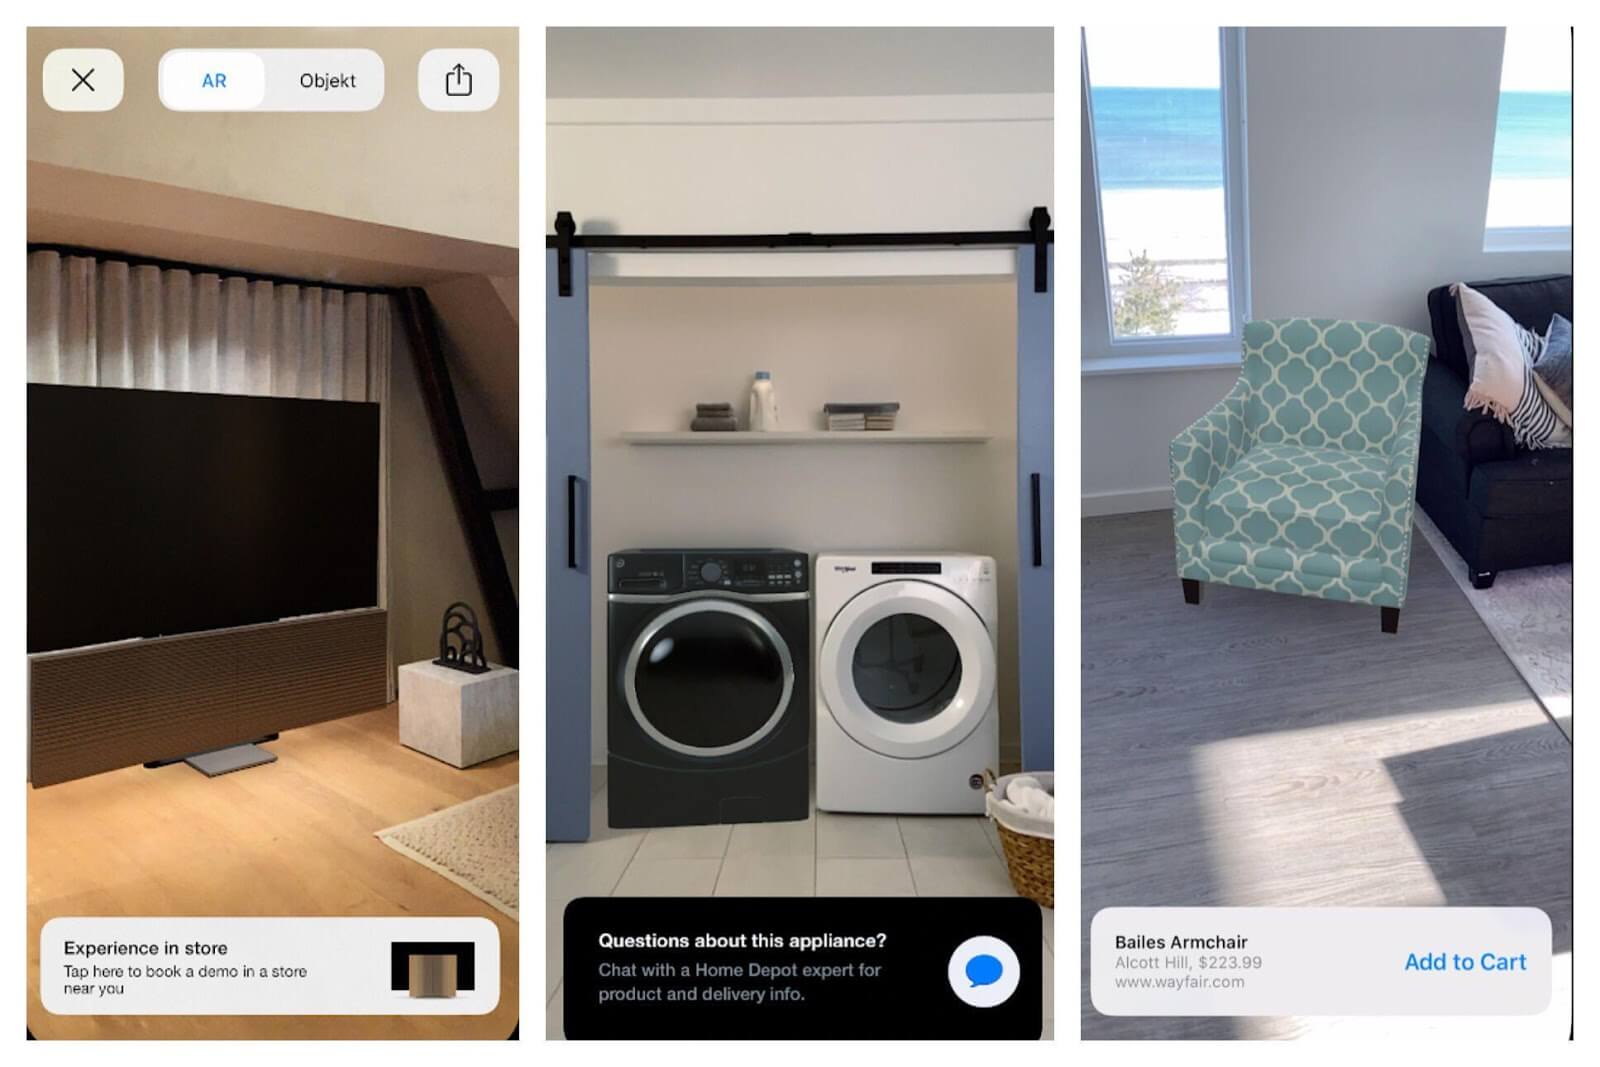 AR
Objekt
Experience in store
Tap here to book a demo in a store
near you
Whirlpool
Questions about this appliance?
Chat with a Home Depot expert for
product and delivery info.
Bailes Armchair
Alcott Hill, $223.99
www.wayfair.com
Add to Cart